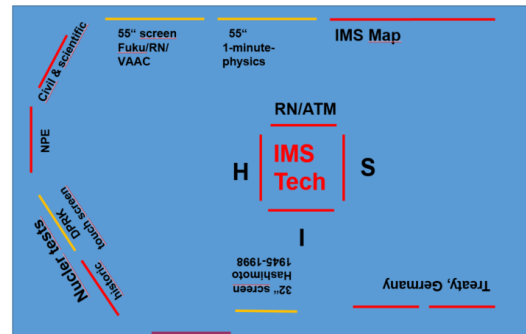 55“ screen
Fuku/RN/
VAAC
55“
1-minute-
physics
IMS Map
Civil & scientific
NPE
RN/ATM
IMS
Tech
H
S
I
Nucler tests
DPRK
touch screen
historic
32“ screen
Hashimoto
1945-1998
Treaty, Germany